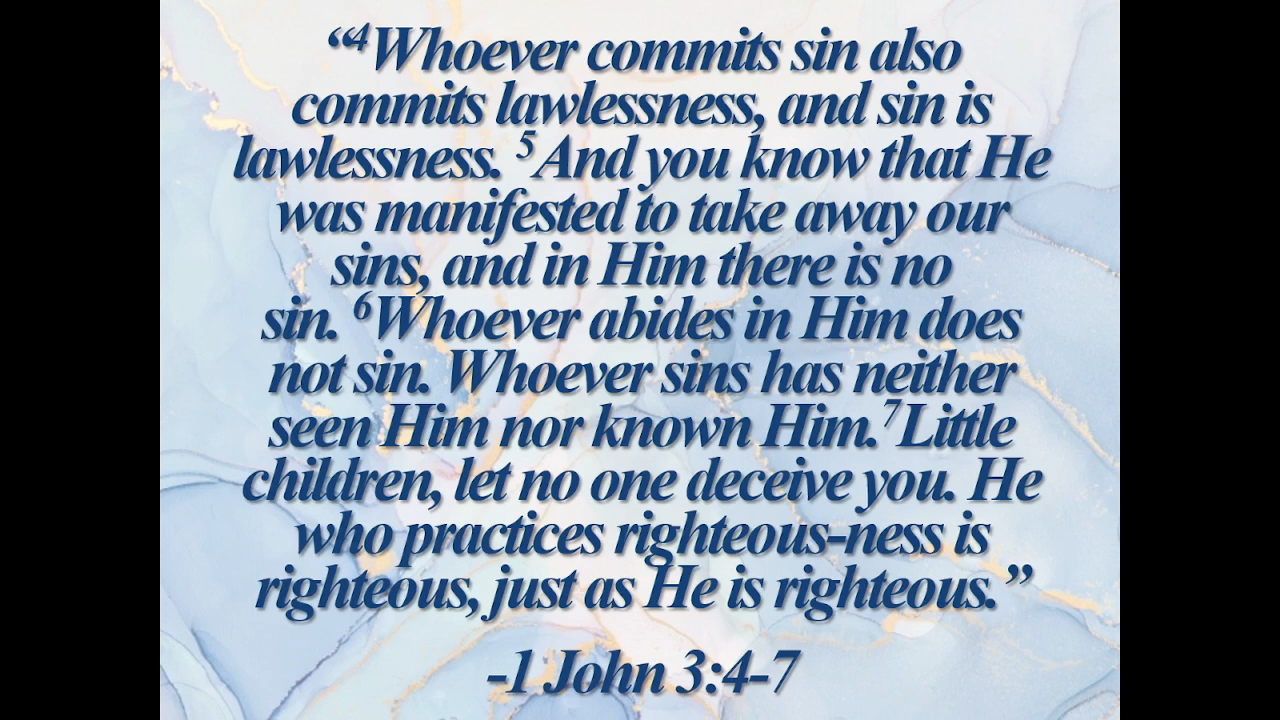 “⁴Whoever commits sin also
commits lawlessness, and sin is
lawlessness. ⁵And you know that He
was manifested to take away our
sins, and in Him there is no
sin. ⁶Whoever abides in Him does
not sin. Whoever sins has neither
seen Him nor known Him.⁷Little
children, let no one deceive you. He
who practices righteous-ness is
righteous, just as He is righteous.”
-1 John 3:4-7